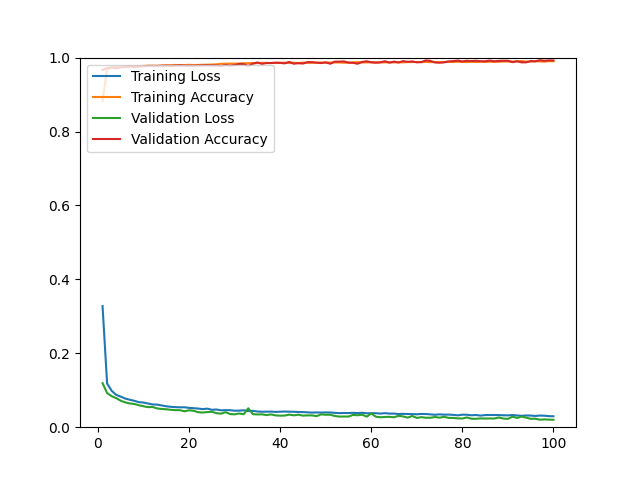 1.0
0.8
0.6
0.4
0.2
0.0
Training Loss
Training Accuracy
Validation Loss
Validation Accuracy
0 20 40 60 80 100